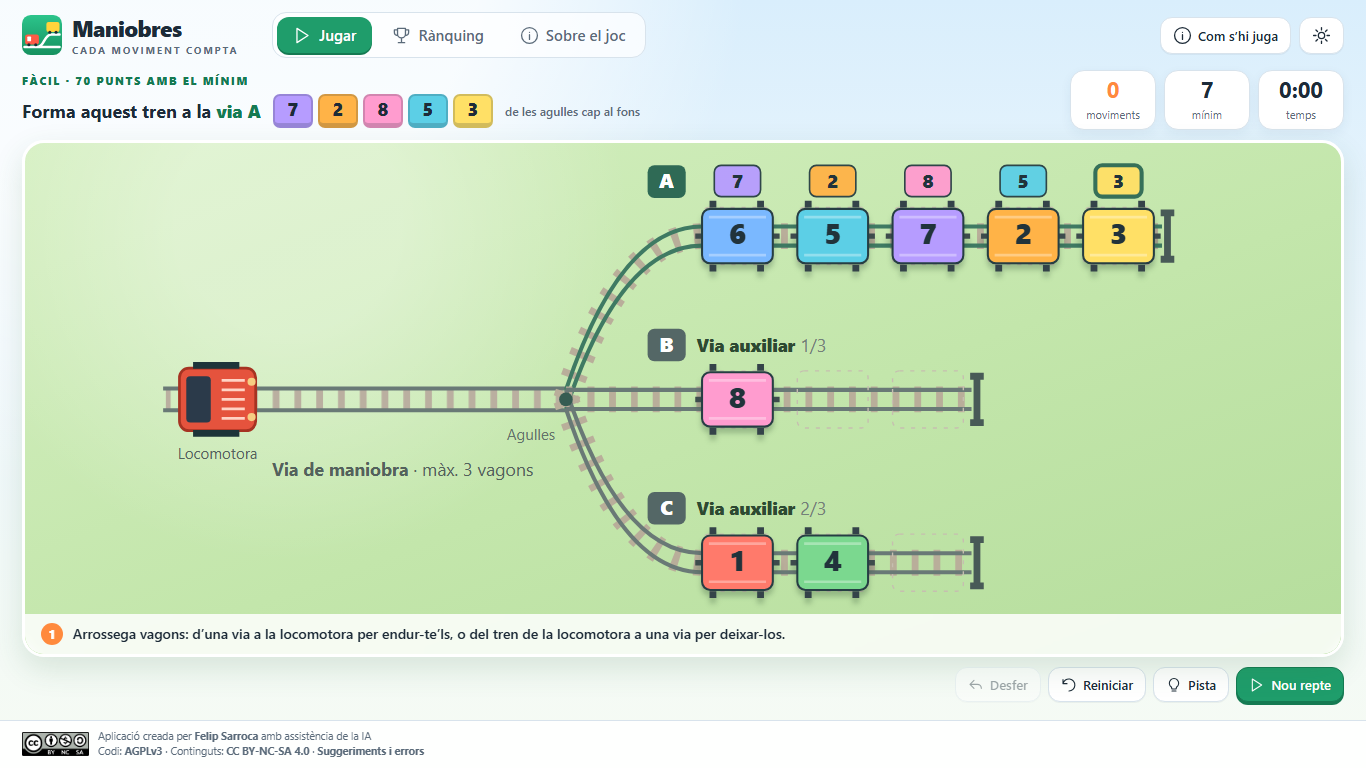 Maniobres
CADA MOVIMENT COMPTA
Jugar
Rànquing
Sobre el joc
Com s'hi juga
FÀCIL · 70 PUNTS AMB EL MÍNIM
Forma aquest tren a la via A
7 2 8 5 3
de les agulles cap al fons
0
moviments
7
mínim
0:00
temps
A 7 2 8 5 3
6 5 7 2 3
B Via auxiliar 1/3
8
Locomotora
Agulles
Via de maniobra · màx. 3 vagons
C Via auxiliar 2/3
1 4
1 Arrossega vagons: d'una via a la locomotora per endur-te'ls, o del tren de la locomotora a una via per deixar-los.
Desfer
Reiniciar
Pista
Nou repte
cc BY NC SA
Aplicació creada per Felip Sarroca amb assistència de la IA
Codi: AGPLv3 · Continguts: CC BY-NC-SA 4.0 · Suggeriments i errors